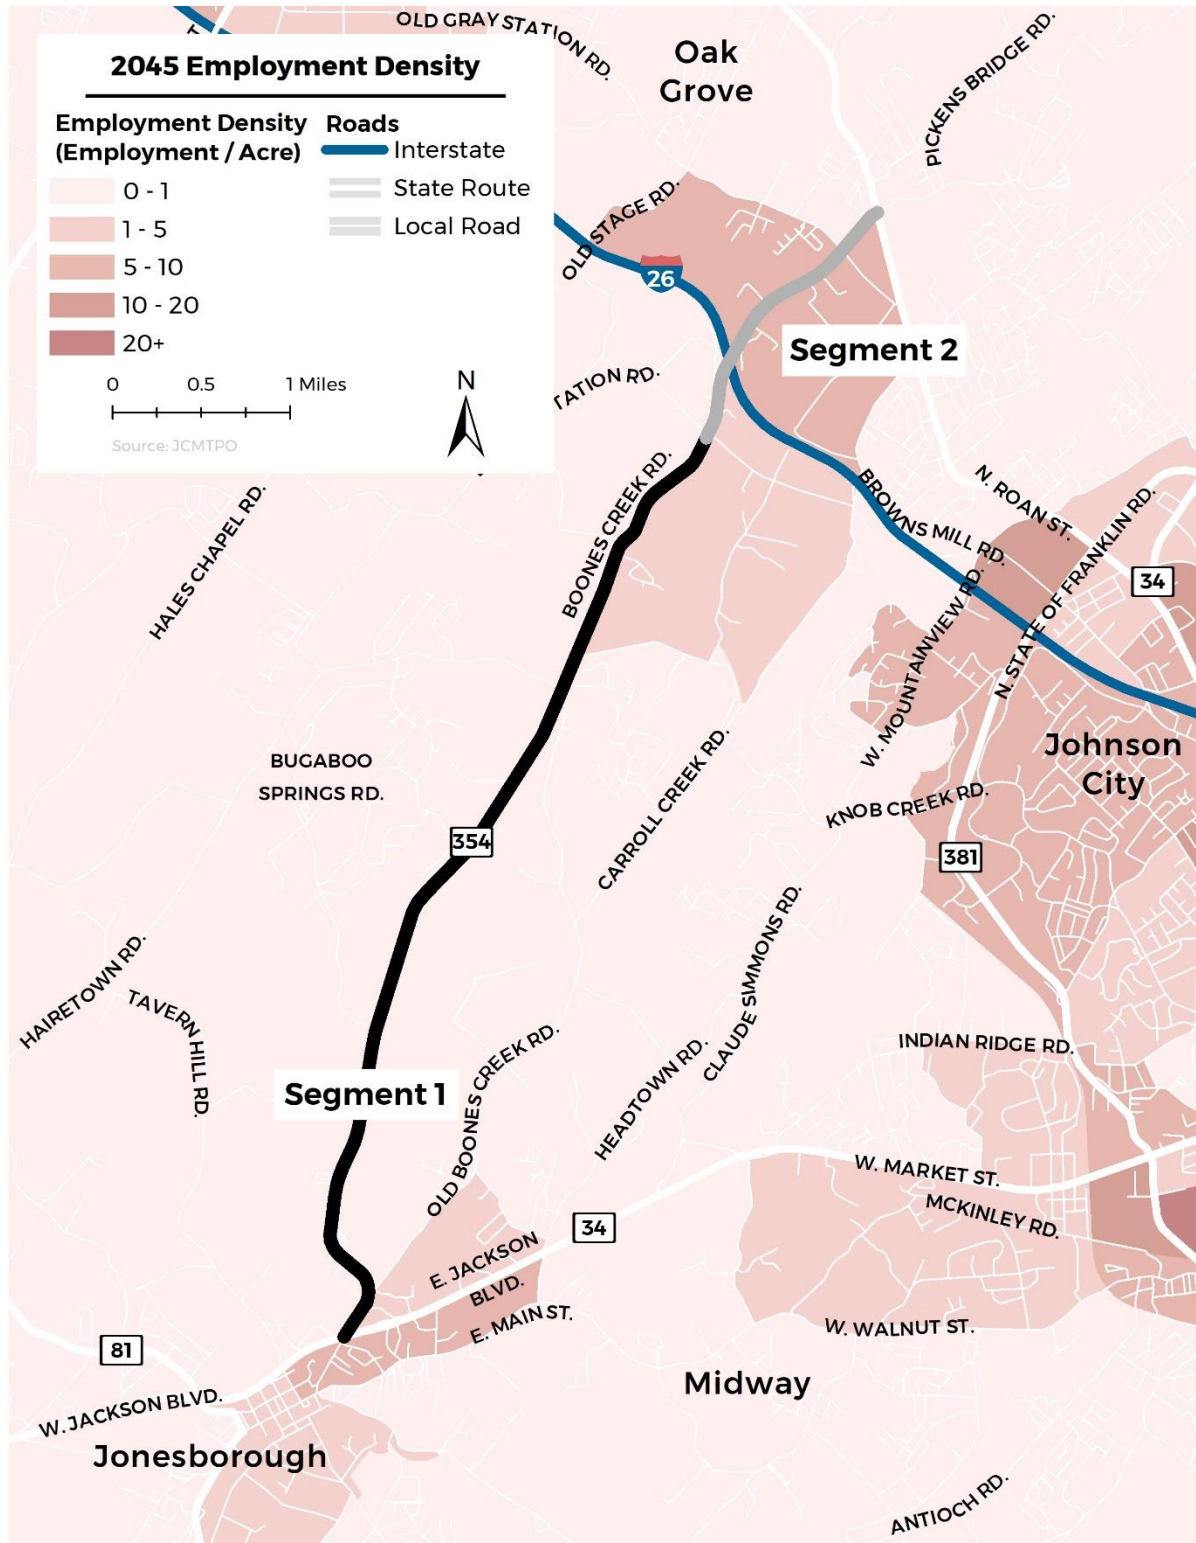 OLD GRAY STATION RD.
Oak
Grove
PICKENS BRIDGE RD.
2045 Employment Density
Employment Density
(Employment / Acre)
0 - 1
1 - 5
5 - 10
10 - 20
20+
Roads
Interstate
State Route
Local Road
0 0.5 1 Miles
N
Source: JCMTPO
OLD STAGE RD.
26
Segment 2
TATION RD.
BOONES CREEK RD.
BROWNS MILL RD.
N. ROAN ST.
N. STATE OF FRANKLIN RD.
34
HALES CHAPEL RD.
W. MOUNTAINVIEW RD.
Johnson
City
BUGABOO
SPRINGS RD.
CARROLL CREEK RD.
KNOB CREEK RD.
354
381
CLAUDE SIMMONS RD.
HAIRETOWN RD.
TAVERN HILL RD.
OLD BOONES CREEK RD.
HEADTOWN RD.
INDIAN RIDGE RD.
Segment 1
W. MARKET ST.
MCKINLEY RD.
34
E. JACKSON
BLVD.
E. MAIN ST.
W. WALNUT ST.
81
W. JACKSON BLVD.
Midway
Jonesborough
ANTIOCH RD.